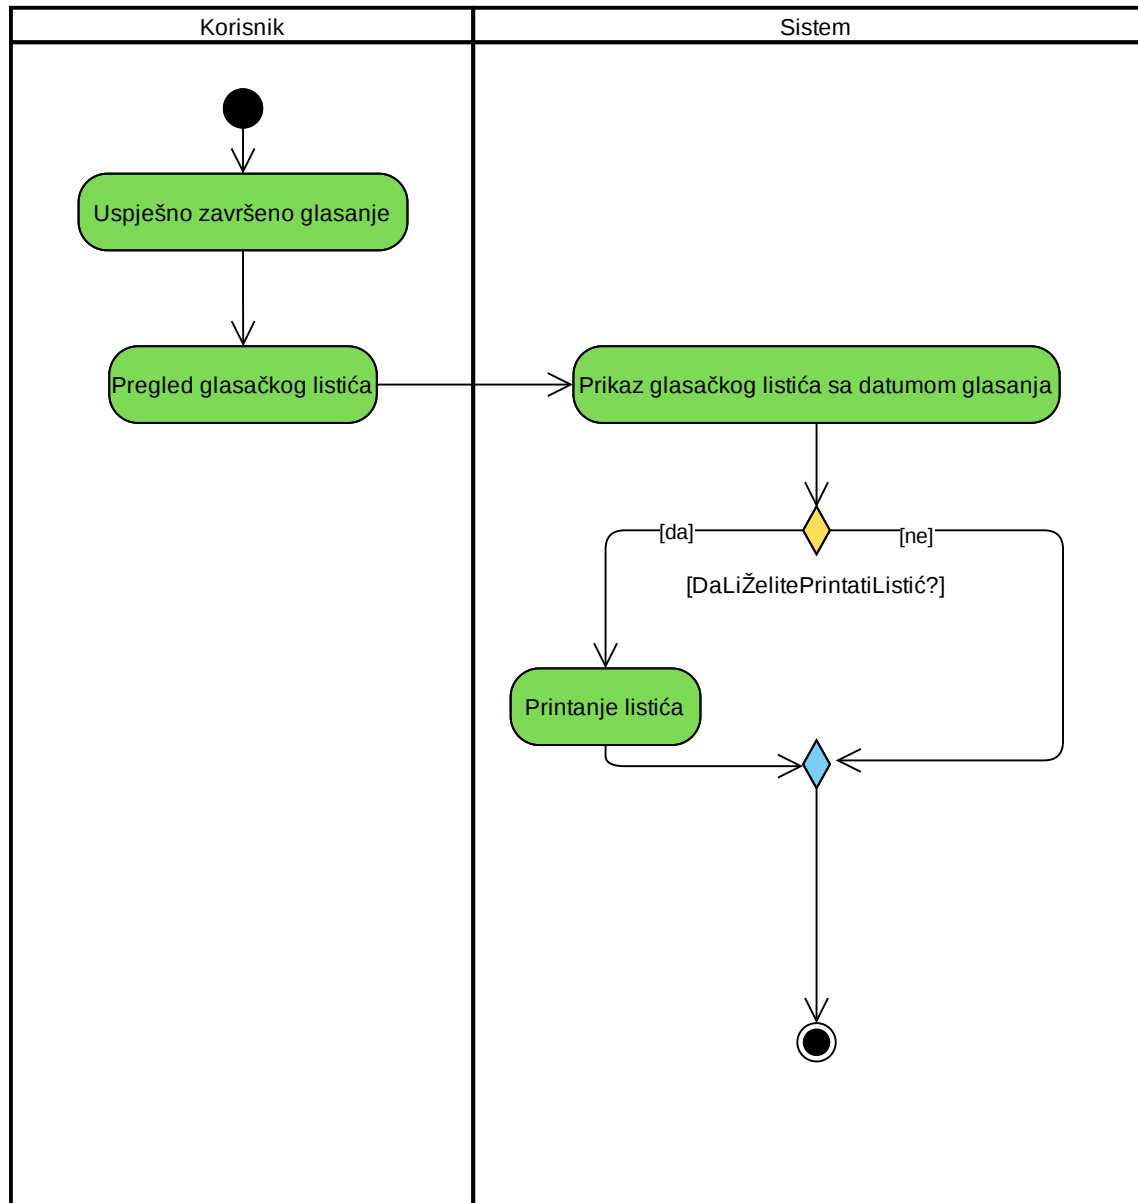 Korisnik
Sistem
Uspješno završeno glasanje
Pregled glasačkog listića
Prikaz glasačkog listića sa datumom glasanja
[da]
[ne]
[DaLiŽelitePrintatiListić?]
Printanje listića